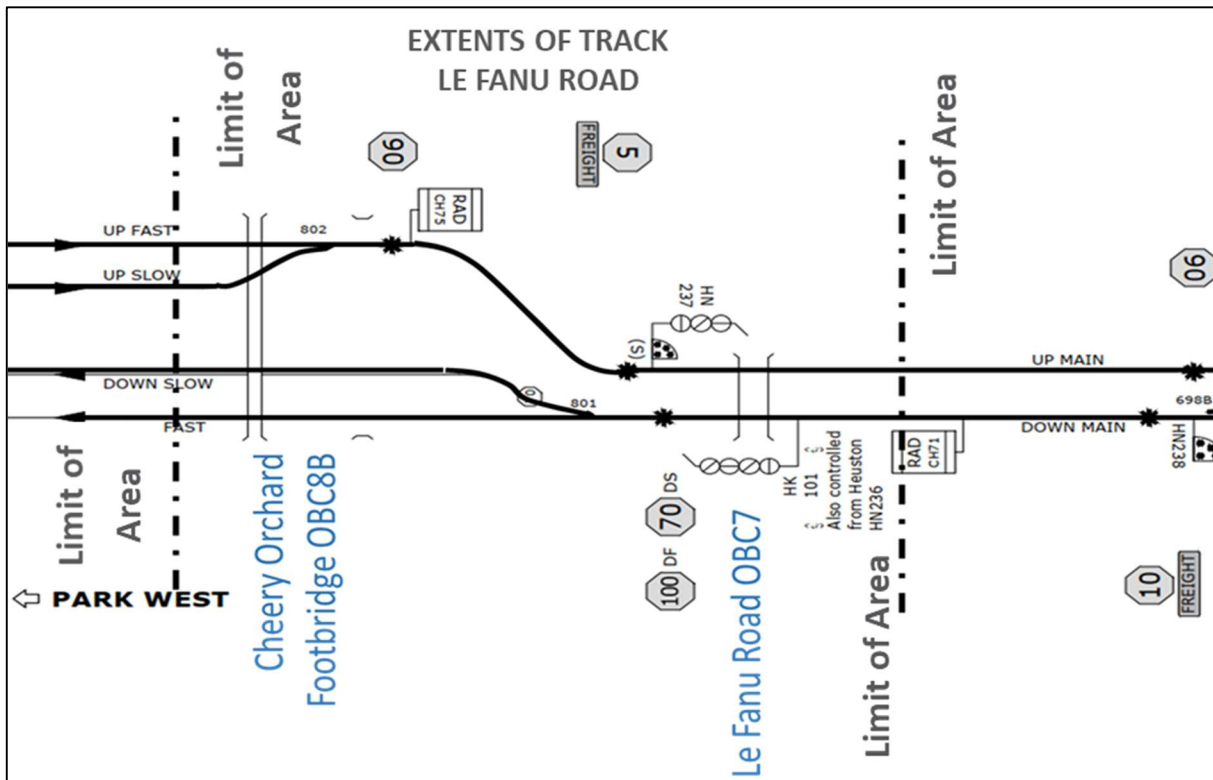 EXTENTS OF TRACK
LE FANU ROAD
Limit of
Area
90
FREIGHT
5
Limit of Area
90
RAD
CH75
UP FAST
802
UP SLOW
HN
237
(S)
UP MAIN
DOWN SLOW
801
698B
FAST
DOWN MAIN
HN238
RAD
CH71
Limit of
Area
HK
101
Also controlled
from Heuston
HN236
70 DS
100 DF
10
FREIGHT
PARK WEST
Cheery Orchard
Footbridge OBC8B
Le Fanu Road OBC7
Limit of Area